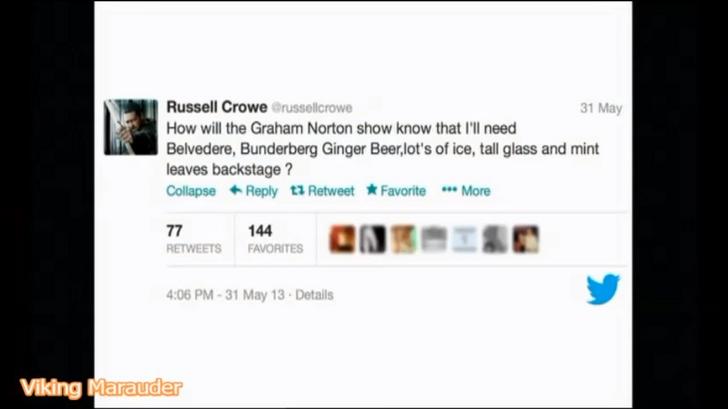 Russell Crowe @russellcrowe 31 May
How will the Graham Norton show know that I'll need
Belvedere, Bunderberg Ginger Beer,lot's of ice, tall glass and mint
leaves backstage ?
Collapse Reply Retweet Favorite More
77 144
RETWEETS FAVORITES
4:06 PM - 31 May 13 · Details
Viking Marauder